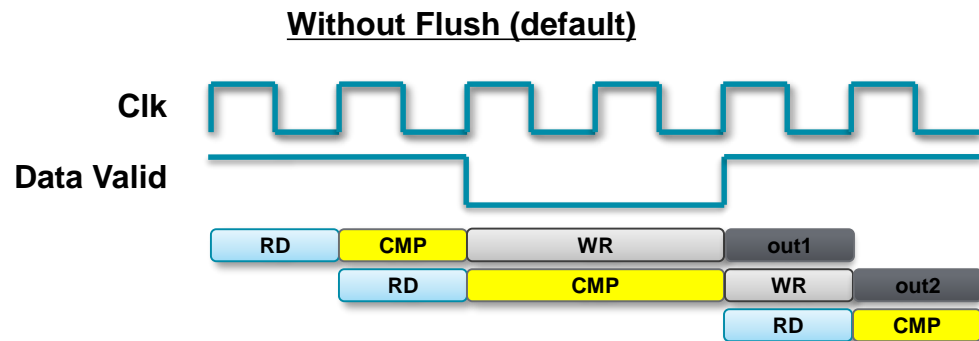 Without Flush (default)
Clk
Data Valid
RD CMP WR out1
RD CMP WR out2
RD CMP